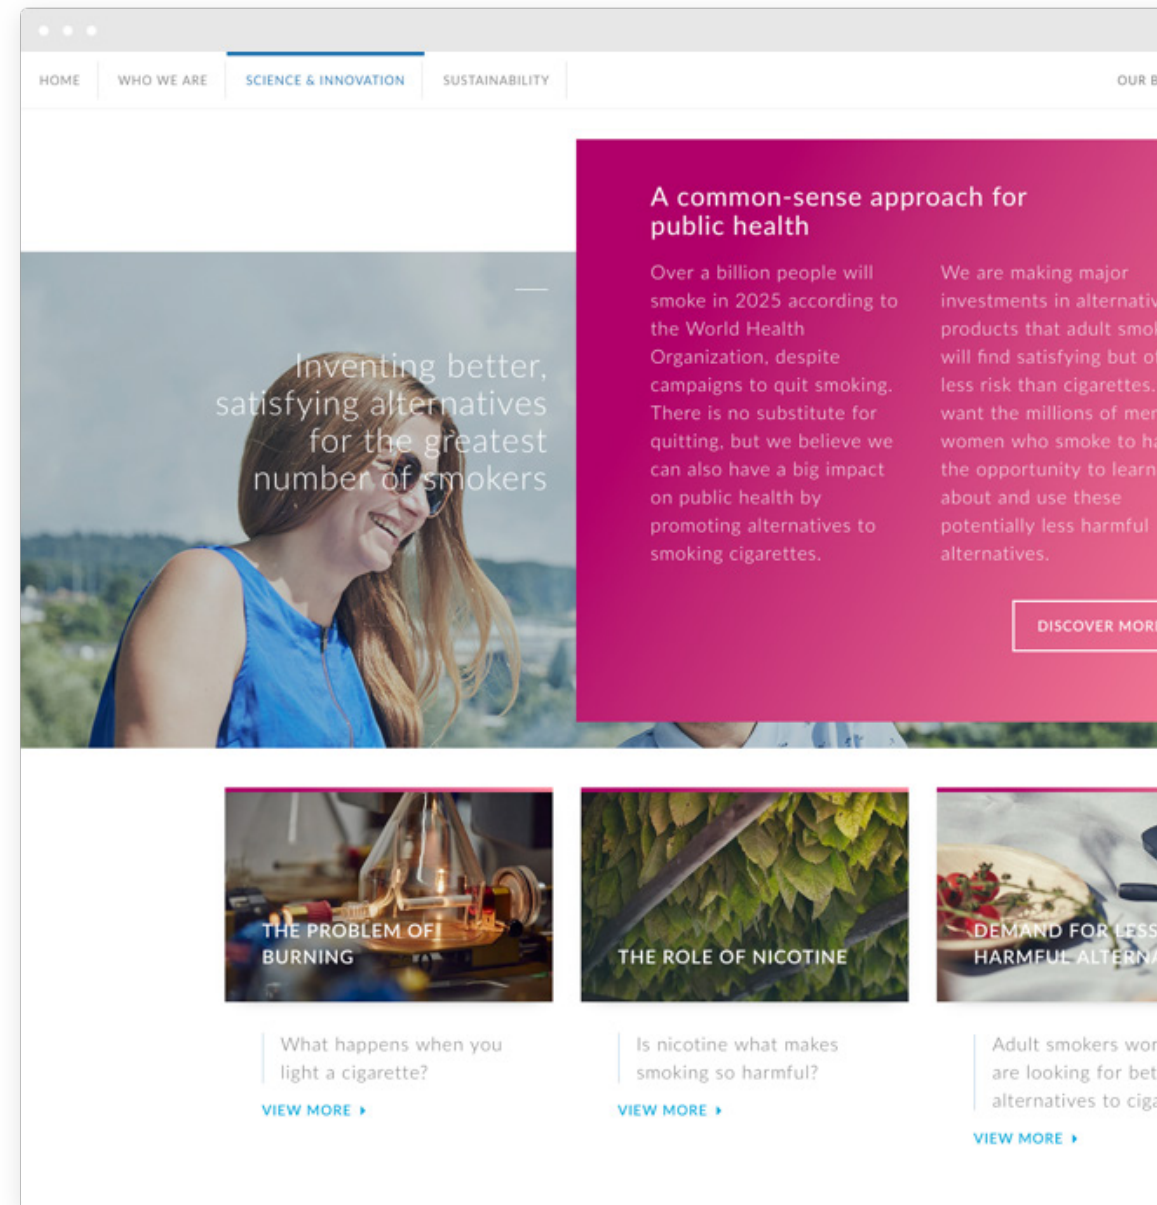 HOME
WHO WE ARE
SCIENCE & INNOVATION
SUSTAINABILITY
OUR
Inventing better,
satisfying alternatives
for the greatest
number of smokers
A common-sense approach for
public health
Over a billion people will
smoke in 2025 according to
the World Health
Organization, despite
campaigns to quit smoking.
There is no substitute for
quitting, but we believe we
can also have a big impact
on public health by
promoting alternatives to
smoking cigarettes.
We are making major
investments in
products that adult
will find satisfying but
less risk than cigarettes.
want the millions of
women who smoke to
the opportunity to learn
about and use these
potentially less harmful
alternatives.
DISCOVER MORE
THE PROBLEM OF
BURNING
What happens when you
light a cigarette?
VIEW MORE
THE ROLE OF NICOTINE
Is nicotine what makes
smoking so harmful?
VIEW MORE
DEMAND FOR LESS
HARMFUL
Adult smokers
are looking for
alternatives to
VIEW MORE